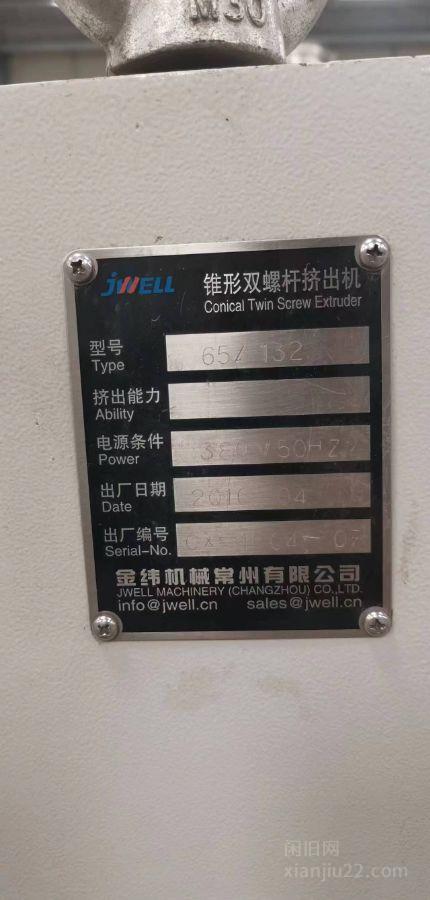 M30
JWELL
锥形双螺杆挤出机
Conical Twin Screw Extruder
型号 65/132
Type
挤出能力
Ability
电源条件 380V50HZ
Power
出厂日期
Date
出厂编号
Serial-No.
金纬机械常州有限公司
JWELL MACHINERY (CHANGZHOU) CO.,LTD.
info@jwell.cn sales@jwell.cn
闲旧网
xianjiu22.com